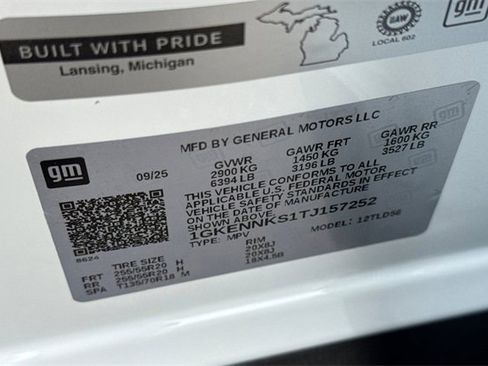 BUILT WITH PRIDE
Lansing, Michigan
UAW
LOCAL 602
gm
MFD BY GENERAL MOTORS LLC
gm
09/25
GVWR
GAWR FRT
GAWR RR
2900 KG
1450 KG
1600 KG
6394 LB
3196 LB
3527 LB
THIS VEHICLE CONFORMS TO ALL
APPLICABLE U.S. FEDERAL MOTOR
VEHICLE SAFETY STANDARDS IN EFFECT
ON THE DATE OF MANUFACTURE SHOWN ABOVE.
1GKENNKS1TJ157252
TYPE: MPV
MODEL: 12TLD56
8624
TIRE SIZE
RIM
FRT 255/55R20 H 20X8J
RR 255/55R20 H 20X8J
SPA T135/70R18 M 18X4.5B